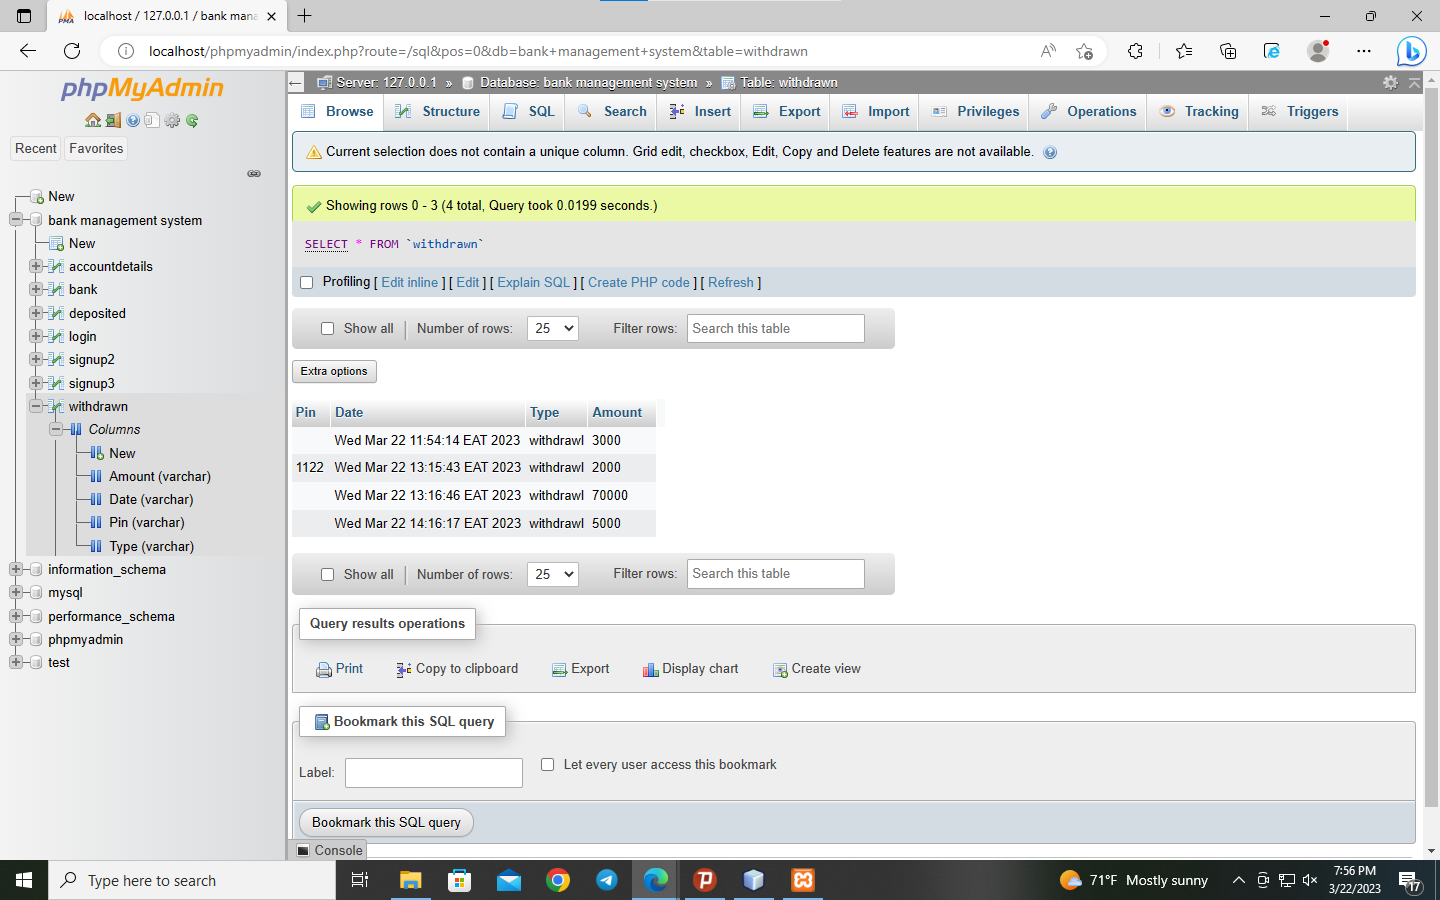 localhost / 127.0.0.1 / bank mana
localhost/phpmyadmin/index.php?route=/sql&pos=0&db=bank+management+system&table=withdrawn
phpMyAdmin
Recent
Favorites
New
bank management system
New
accountdetails
bank
deposited
login
signup2
signup3
withdrawn
Columns
New
Amount (varchar)
Date (varchar)
Pin (varchar)
Type (varchar)
information_schema
mysql
performance_schema
phpmyadmin
test
Server: 127.0.0.1 » Database: bank management system » Table: withdrawn
Browse Structure SQL Search Insert Export Import Privileges Operations Tracking Triggers
Current selection does not contain a unique column. Grid edit, checkbox, Edit, Copy and Delete features are not available.
Showing rows 0 - 3 (4 total, Query took 0.0199 seconds.)
SELECT * FROM `withdrawn`
Profiling [ Edit inline ] [ Edit ] [ Explain SQL ] [ Create PHP code ] [ Refresh ]
Show all | Number of rows: 25 Filter rows: Search this table
Extra options
Pin Date Type Amount
Wed Mar 22 11:54:14 EAT 2023 withdrawl 3000
1122 Wed Mar 22 13:15:43 EAT 2023 withdrawl 2000
Wed Mar 22 13:16:46 EAT 2023 withdrawl 70000
Wed Mar 22 14:16:17 EAT 2023 withdrawl 5000
Show all | Number of rows: 25 Filter rows: Search this table
Query results operations
Print Copy to clipboard Export Display chart Create view
Bookmark this SQL query
Label: Let every user access this bookmark
Bookmark this SQL query
Console
Type here to search
71°F Mostly sunny
7:56 PM
3/22/2023
17